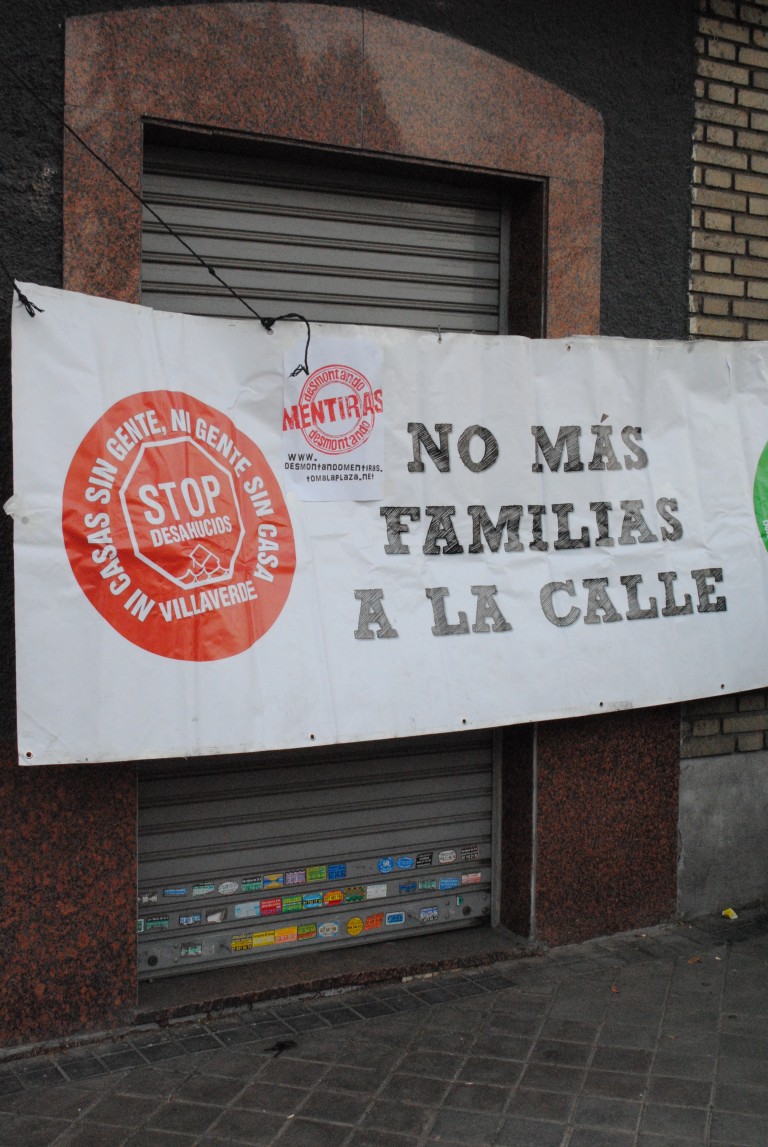 NI CASAS SIN GENTE, NI GENTE SIN CASA
STOP
DESAHUCIOS
VILLAVERDE
desmontando
MENTIRAS
desmontando
WWW.
DESMONTANDOMENTIRAS.
TOMALAPLAZA.NET
NO MÁS
FAMILIAS
A LA CALLE